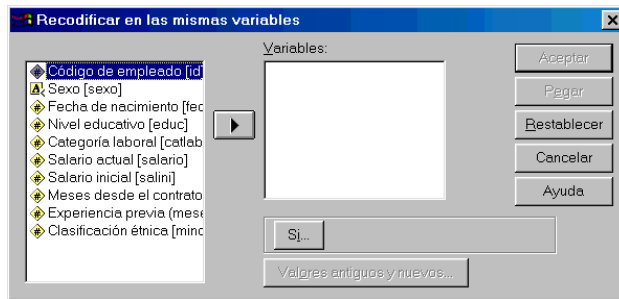 Recodificar en las mismas variables
Variables:
Código de empleado [id]
Sexo [sexo]
Fecha de nacimiento [fec
Nivel educativo [educ]
Categoría laboral [catlab
Salario actual [salario]
Salario inicial [salini]
Meses desde el contrato
Experiencia previa (mese
Clasificación étnica [minc
Aceptar
Pegar
Restablecer
Cancelar
Ayuda
Si...
Valores antiguos y nuevos...